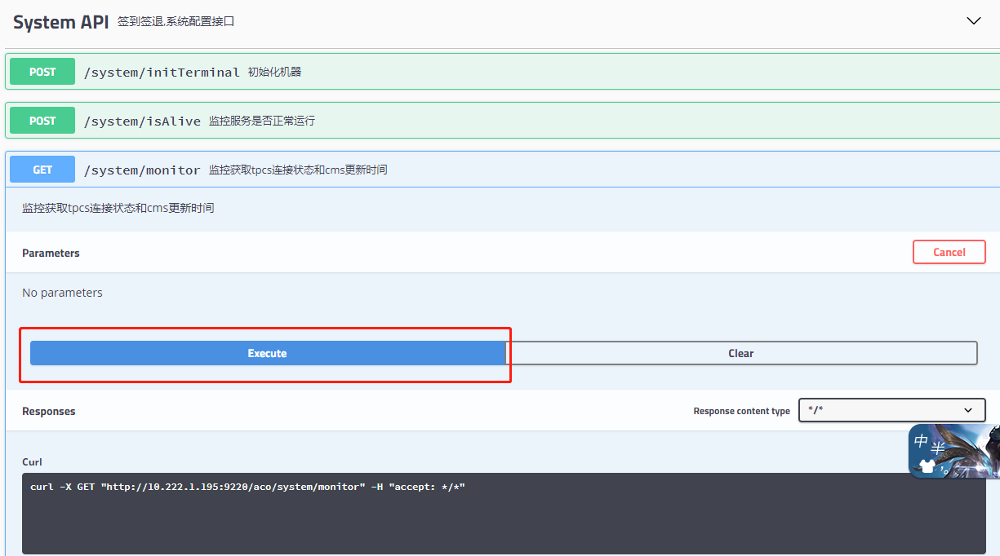 System API 签到签退,系统配置接口
POST /system/initTerminal 初始化机器
POST /system/isAlive 监控服务是否正常运行
GET /system/monitor 监控获取tpcs连接状态和cms更新时间
监控获取tpcs连接状态和cms更新时间
Parameters Cancel
No parameters
Execute Clear
Responses Response content type */*
中 半
Curl
curl -X GET "http://10.222.1.195:9220/aco/system/monitor" -H "accept: */*"